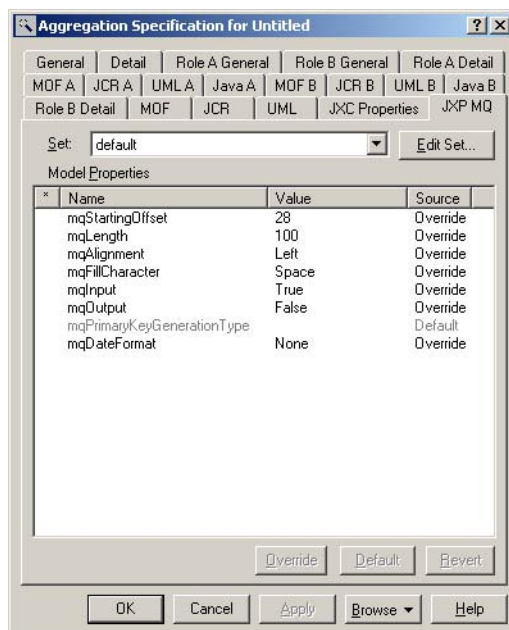 Aggregation Specification for Untitled
General Detail Role A General Role B General Role A Detail
MOF A JCR A UML A Java A MOF B JCR B UML B Java B
Role B Detail MOF JCR UML JXC Properties JXP MQ
Set: default Edit Set...
Model Properties
* Name Value Source
mqStartingOffset 28 Override
mqLength 100 Override
mqAlignment Left Override
mqFillCharacter Space Override
mqInput True Override
mqOutput False Override
mqPrimaryKeyGenerationType Default
mqDateFormat None Override
Override Default Revert
OK Cancel Apply Browse Help